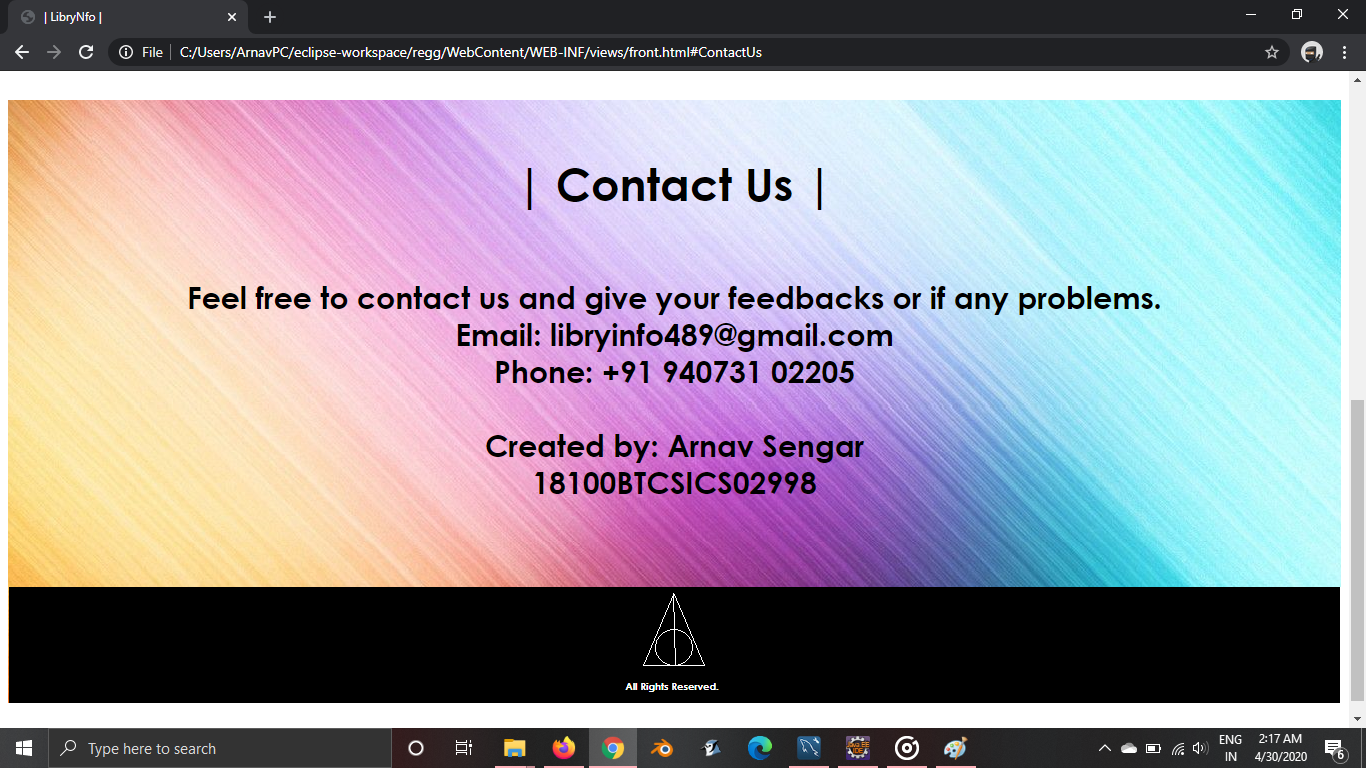 | LibryNfo |
File
C:/Users/ArnavPC/eclipse-workspace/regg/WebContent/WEB-INF/views/front.html#ContactUs
| Contact Us |
Feel free to contact us and give your feedbacks or if any problems.
Email: libryinfo489@gmail.com
Phone: +91 940731 02205
Created by: Arnav Sengar
18100BTCSICS02998
All Rights Reserved.
Type here to search
ENG
IN
2:17 AM
4/30/2020
6